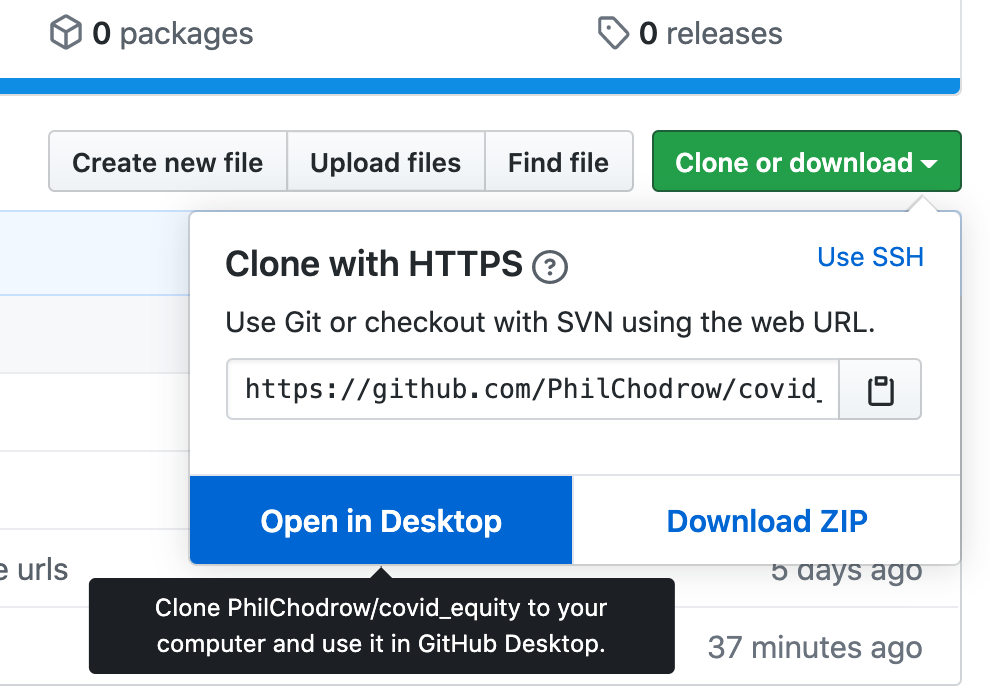 0 packages
0 releases
Create new file
Upload files
Find file
Clone or download
Clone with HTTPS
Use SSH
Use Git or checkout with SVN using the web URL.
https://github.com/PhilChodrow/covid_
Open in Desktop
Download ZIP
e urls
5 days ago
Clone PhilChodrow/covid_equity to your
computer and use it in GitHub Desktop.
37 minutes ago